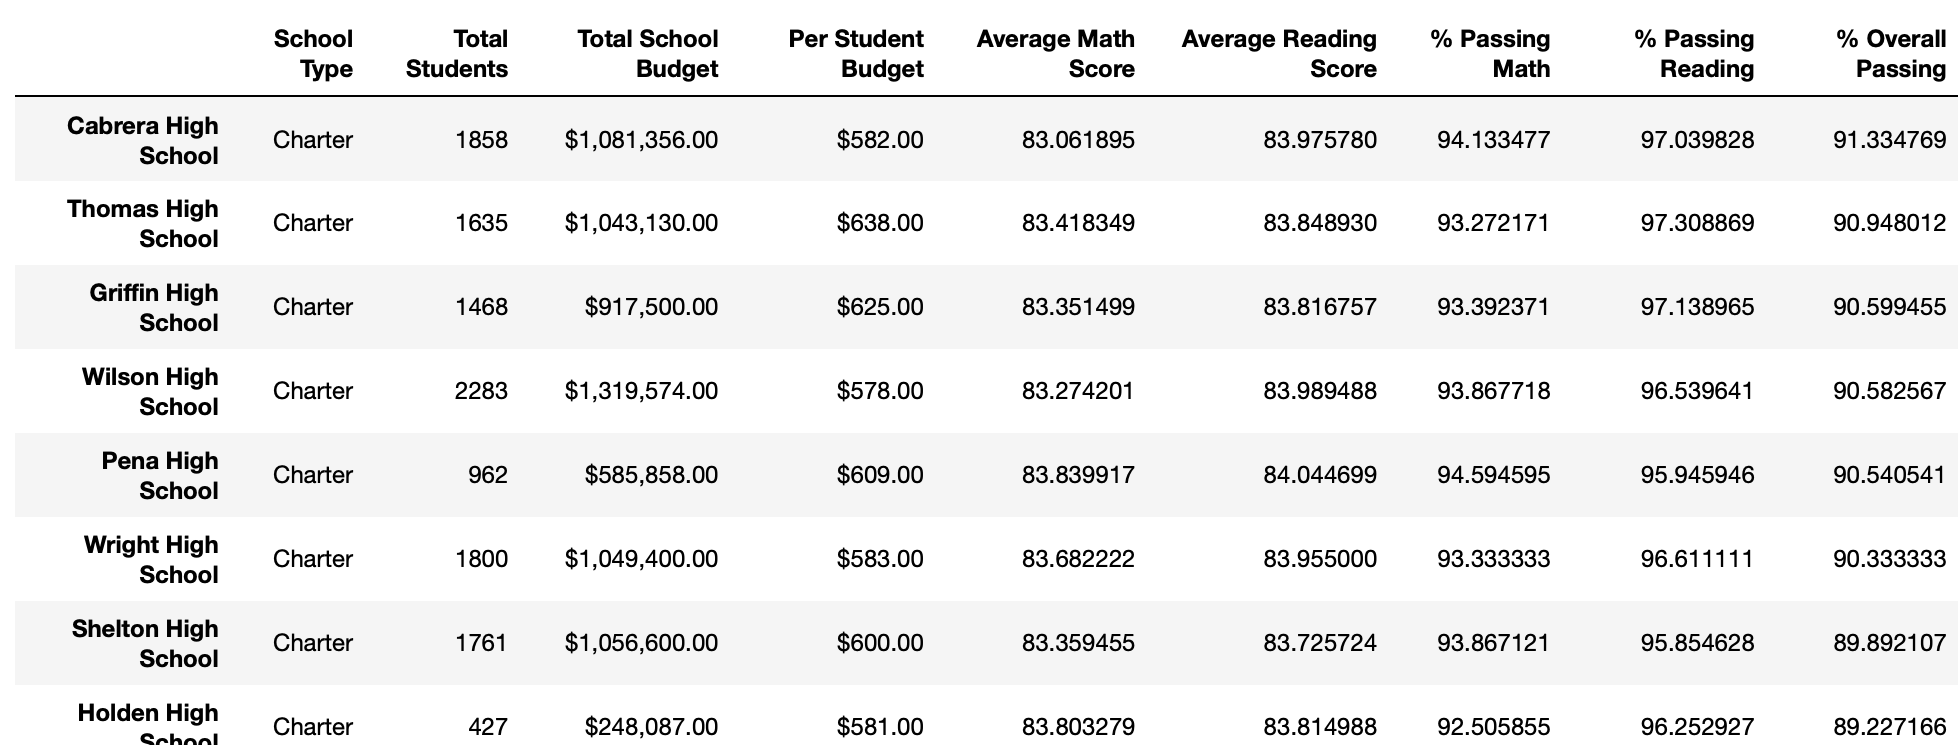 School Type Total Students Total School Budget Per Student Budget Average Math Score Average Reading Score % Passing Math % Passing Reading % Overall Passing
Cabrera High School Charter 1858 $1,081,356.00 $582.00 83.061895 83.975780 94.133477 97.039828 91.334769
Thomas High School Charter 1635 $1,043,130.00 $638.00 83.418349 83.848930 93.272171 97.308869 90.948012
Griffin High School Charter 1468 $917,500.00 $625.00 83.351499 83.816757 93.392371 97.138965 90.599455
Wilson High School Charter 2283 $1,319,574.00 $578.00 83.274201 83.989488 93.867718 96.539641 90.582567
Pena High School Charter 962 $585,858.00 $609.00 83.839917 84.044699 94.594595 95.945946 90.540541
Wright High School Charter 1800 $1,049,400.00 $583.00 83.682222 83.955000 93.333333 96.611111 90.333333
Shelton High School Charter 1761 $1,056,600.00 $600.00 83.359455 83.725724 93.867121 95.854628 89.892107
Holden High School Charter 427 $248,087.00 $581.00 83.803279 83.814988 92.505855 96.252927 89.227166